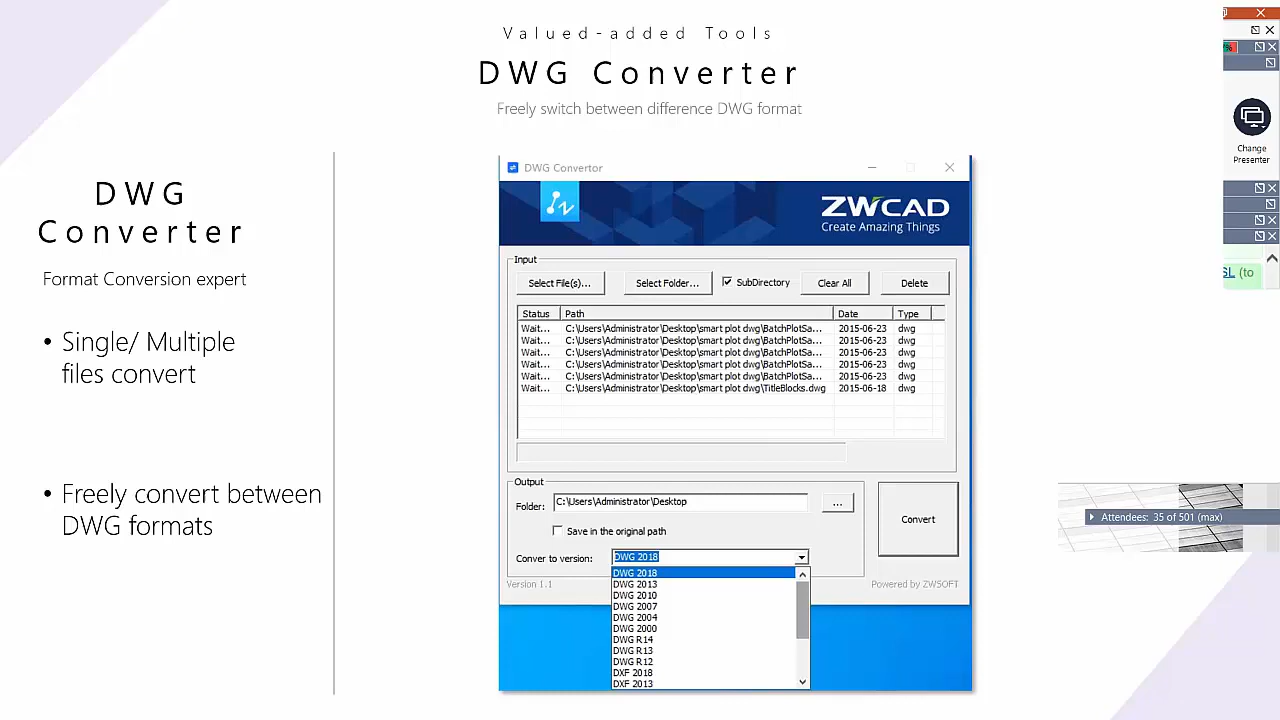 Valued-added Tools
DWG Converter
Freely switch between difference DWG format
DWG
Converter
Format Conversion expert
• Single/ Multiple
files convert
• Freely convert between
DWG formats
DWG Convertor
ZWCAD
Create Amazing Things
Input
Select File(s)... Select Folder... SubDirectory Clear All Delete
Status Path Date Type
Wait... C:\Users\Administrator\Desktop\smart plot dwg\BatchPlotSa... 2015-06-23 dwg
Wait... C:\Users\Administrator\Desktop\smart plot dwg\BatchPlotSa... 2015-06-23 dwg
Wait... C:\Users\Administrator\Desktop\smart plot dwg\BatchPlotSa... 2015-06-23 dwg
Wait... C:\Users\Administrator\Desktop\smart plot dwg\BatchPlotSa... 2015-06-23 dwg
Wait... C:\Users\Administrator\Desktop\smart plot dwg\BatchPlotSa... 2015-06-23 dwg
Wait... C:\Users\Administrator\Desktop\smart plot dwg\TitleBlocks.dwg 2015-06-18 dwg
Output
Folder: C:\Users\Administrator\Desktop ...
Save in the original path
Convert
Conver to version: DWG 2018
Version 1.1
Powered by ZWSOFT
DWG 2018
DWG 2013
DWG 2010
DWG 2007
DWG 2004
DWG 2000
DWG R14
DWG R13
DWG R12
DXF 2018
DXF 2013
Change
Presenter
SL (to
Attendees: 35 of 501 (max)